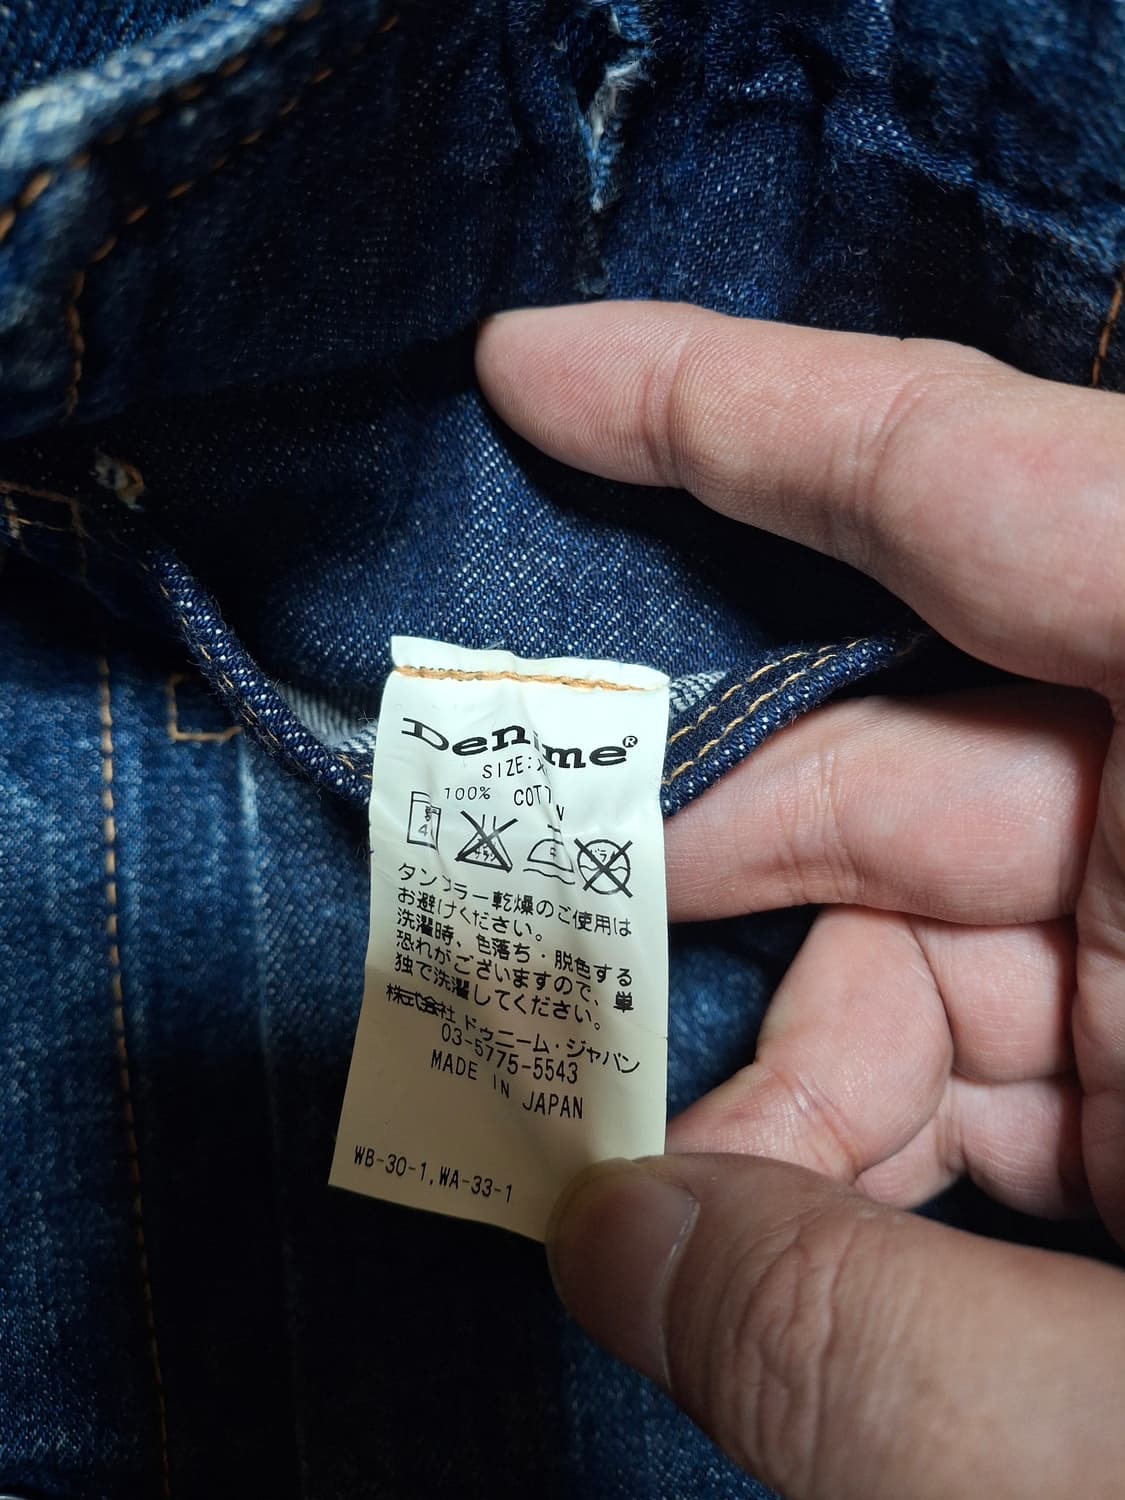 Denime®
SIZE:
100% COTTON
タンブラー乾燥のご使用は
お避けください。
洗濯時、色落ち・脱色する
恐れがございますので、単
独で洗濯してください。
株式会社 ドゥニーム・ジャパン
03-5775-5543
MADE IN JAPAN
WB-30-1,WA-33-1